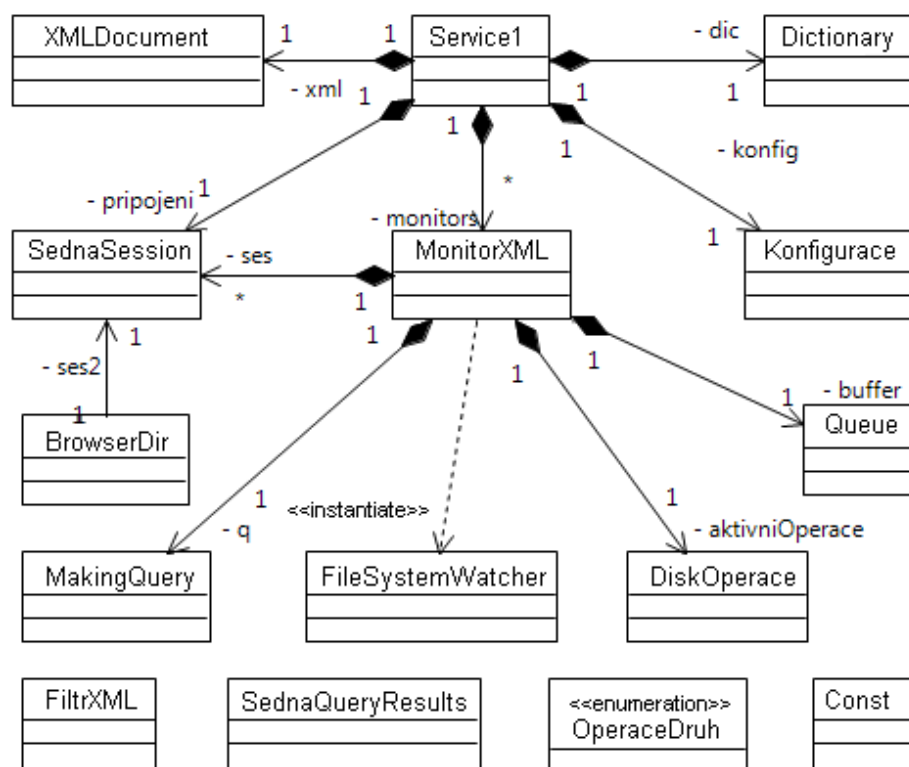 XMLDocument
1
1
Service1
- dic
Dictionary
- xml
1
1
1
1
1
- konfig
1
*
- pripojeni
- monitors
1
SednaSession
- ses
MonitorXML
Konfigurace
*
1
1
1
1
1
- ses2
1
- buffer
1
BrowserDir
Queue
1
1
<<instantiate>>
- q
- aktivniOperace
MakingQuery
FileSystemWatcher
DiskOperace
FiltrXML
SednaQueryResults
<<enumeration>>
OperaceDruh
Const